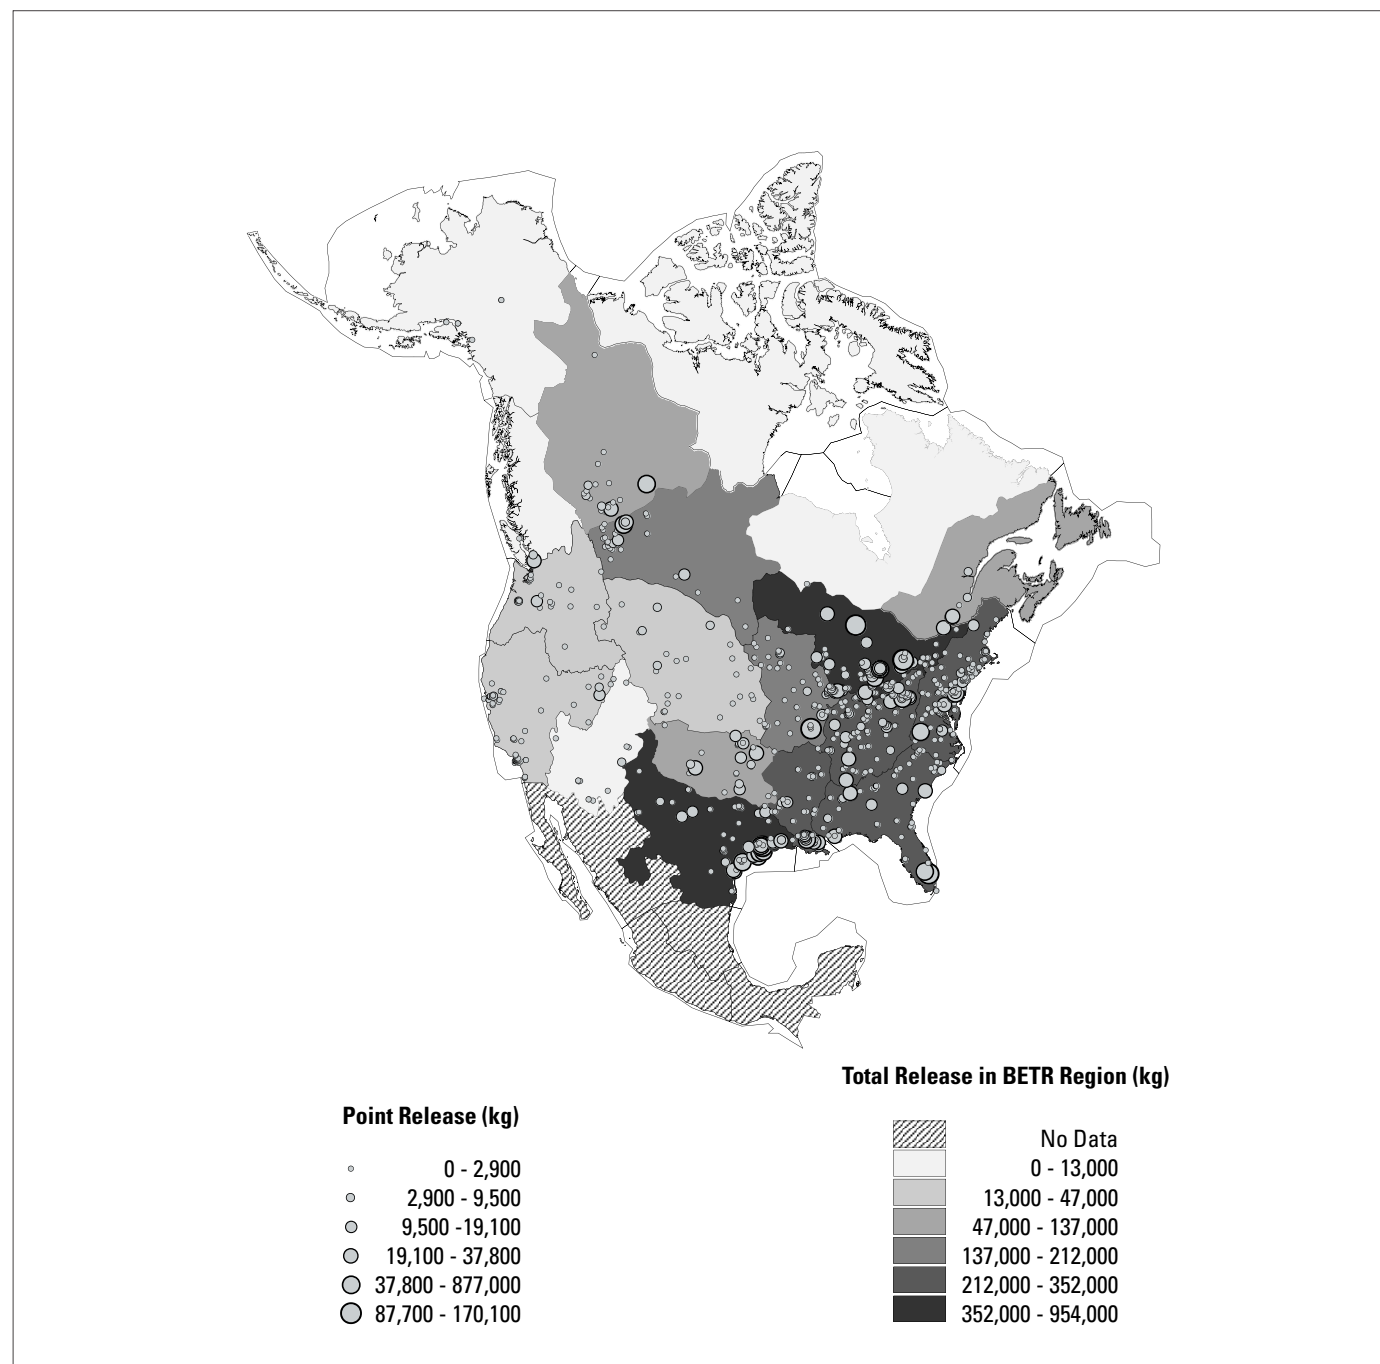 Total Release in BETR Region (kg)
Point Release (kg)
No Data
0 - 2,900
0 - 13,000
2,900 - 9,500
13,000 - 47,000
9,500 -19,100
47,000 - 137,000
19,100 - 37,800
137,000 - 212,000
37,800 - 877,000
212,000 - 352,000
87,700 - 170,100
352,000 - 954,000